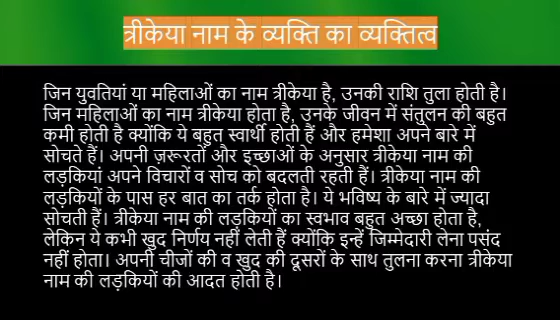 त्रीकेया नाम के व्यक्ति का व्यक्तित्व
जिन युवतियां या महिलाओं का नाम त्रीकेया है, उनकी राशि तुला होती है।
जिन महिलाओं का नाम त्रीकेया होता है, उनके जीवन में संतुलन की बहुत
कमी होती है क्योंकि ये बहुत स्वार्थी होती हैं और हमेशा अपने बारे में
सोचते हैं। अपनी ज़रूरतों और इच्छाओं के अनुसार त्रीकेया नाम की
लड़कियां अपने विचारों व सोच को बदलती रहती हैं। त्रीकेया नाम की
लड़कियों के पास हर बात का तर्क होता है। ये भविष्य के बारे में ज्यादा
सोचती हैं। त्रीकेया नाम की लड़कियों का स्वभाव बहुत अच्छा होता है,
लेकिन ये कभी खुद निर्णय नहीं लेती हैं क्योंकि इन्हें जिम्मेदारी लेना पसंद
नहीं होता। अपनी चीजों की व खुद की दूसरों के साथ तुलना करना त्रीकेया
नाम की लड़कियों की आदत होती है।